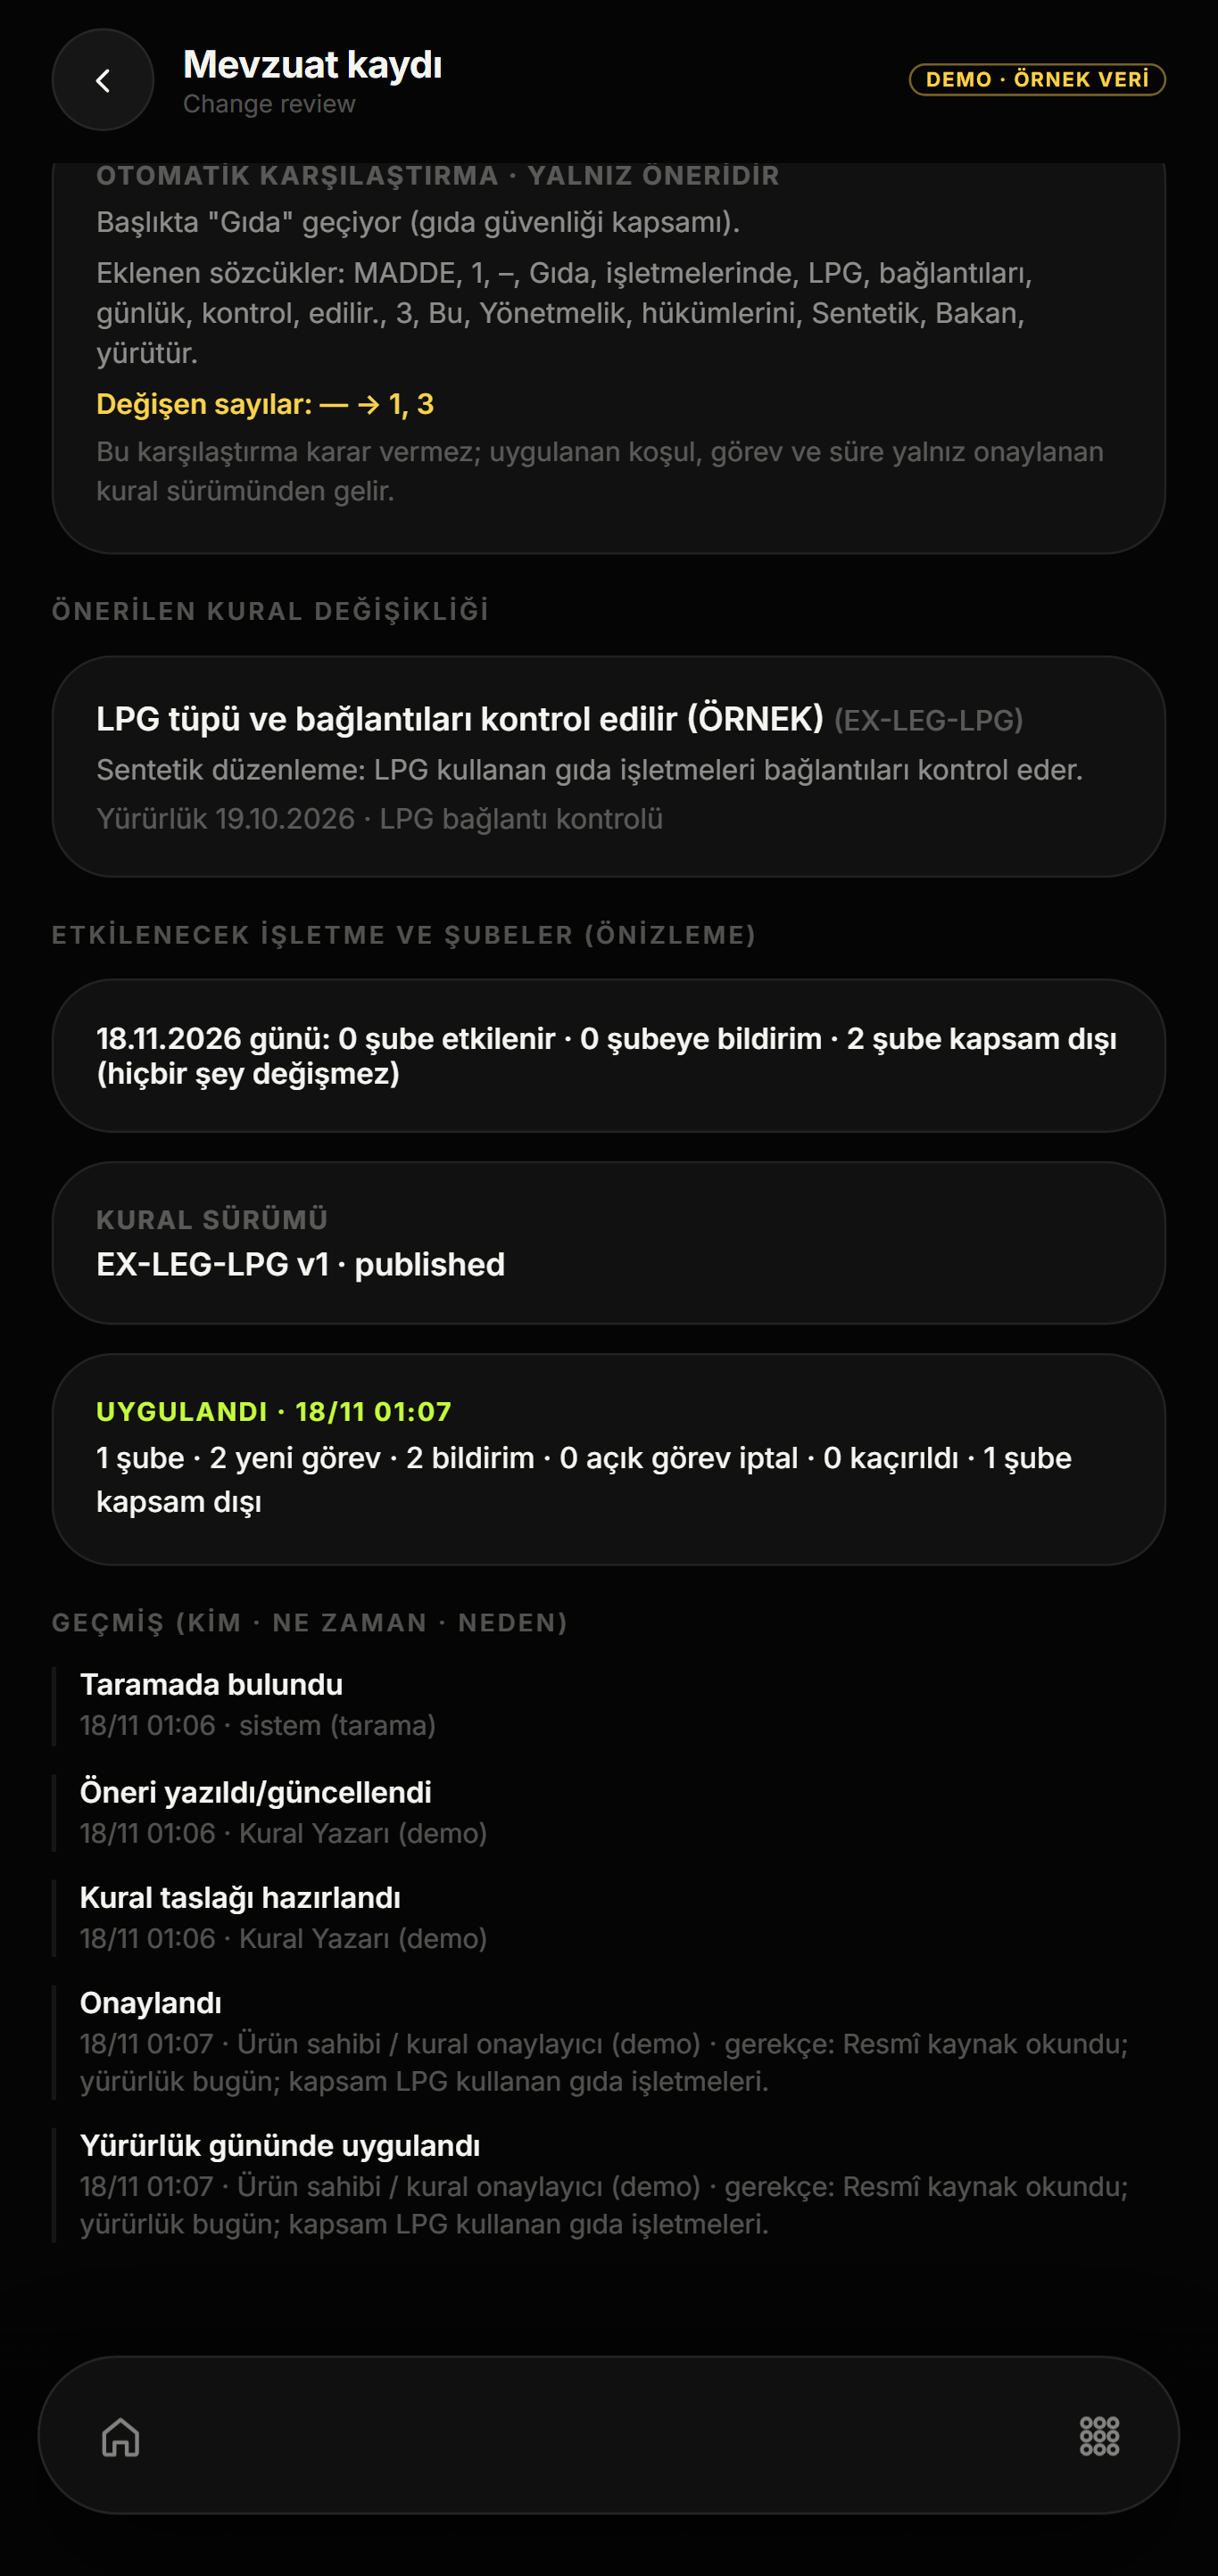 Mevzuat kaydı
Change review
DEMO · ÖRNEK VERİ
OTOMATİK KARŞILAŞTIRMA · YALNIZ ÖNERİDİR
Başlıkta "Gıda" geçiyor (gıda güvenliği kapsamı).
Eklenen sözcükler: MADDE, 1, –, Gıda, işletmelerinde, LPG, bağlantıları,
günlük, kontrol, edilir., 3, Bu, Yönetmelik, hükümlerini, Sentetik, Bakan,
yürütür.
Değişen sayılar: — → 1, 3
Bu karşılaştırma karar vermez; uygulanan koşul, görev ve süre yalnız onaylanan
kural sürümünden gelir.
ÖNERİLEN KURAL DEĞİŞİKLİĞİ
LPG tüpü ve bağlantıları kontrol edilir (ÖRNEK) (EX-LEG-LPG)
Sentetik düzenleme: LPG kullanan gıda işletmeleri bağlantıları kontrol eder.
Yürürlük 19.10.2026 · LPG bağlantı kontrolü
ETKİLENECEK İŞLETME VE ŞUBELER (ÖNİZLEME)
18.11.2026 günü: 0 şube etkilenir · 0 şubeye bildirim · 2 şube kapsam dışı
(hiçbir şey değişmez)
KURAL SÜRÜMÜ
EX-LEG-LPG v1 · published
UYGULANDI · 18/11 01:07
1 şube · 2 yeni görev · 2 bildirim · 0 açık görev iptal · 0 kaçırıldı · 1 şube
kapsam dışı
GEÇMİŞ (KİM · NE ZAMAN · NEDEN)
Taramada bulundu
18/11 01:06 · sistem (tarama)
Öneri yazıldı/güncellendi
18/11 01:06 · Kural Yazarı (demo)
Kural taslağı hazırlandı
18/11 01:06 · Kural Yazarı (demo)
Onaylandı
18/11 01:07 · Ürün sahibi / kural onaylayıcı (demo) · gerekçe: Resmî kaynak okundu;
yürürlük bugün; kapsam LPG kullanan gıda işletmeleri.
Yürürlük gününde uygulandı
18/11 01:07 · Ürün sahibi / kural onaylayıcı (demo) · gerekçe: Resmî kaynak okundu;
yürürlük bugün; kapsam LPG kullanan gıda işletmeleri.